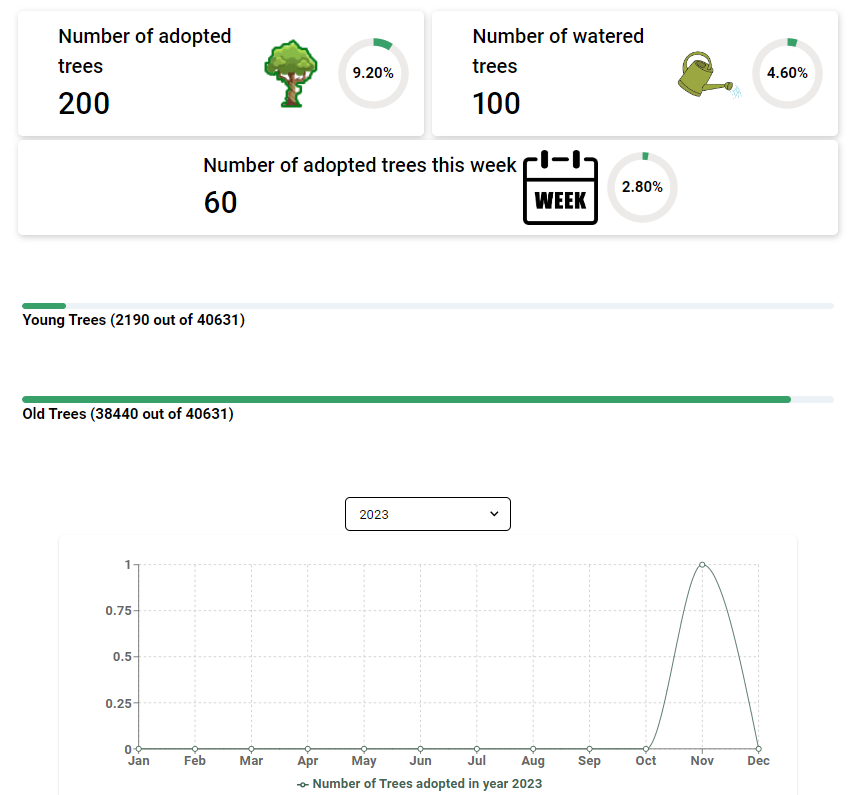 Number of adopted
trees
200
9.20%
Number of watered
trees
100
4.60%
Number of adopted trees this week
60
WEEK
2.80%
Young Trees (2190 out of 40631)
Old Trees (38440 out of 40631)
2023
1
0.75
0.5
0.25
0
Jan Feb Mar Apr May Jun Jul Aug Sep Oct Nov Dec
Number of Trees adopted in year 2023